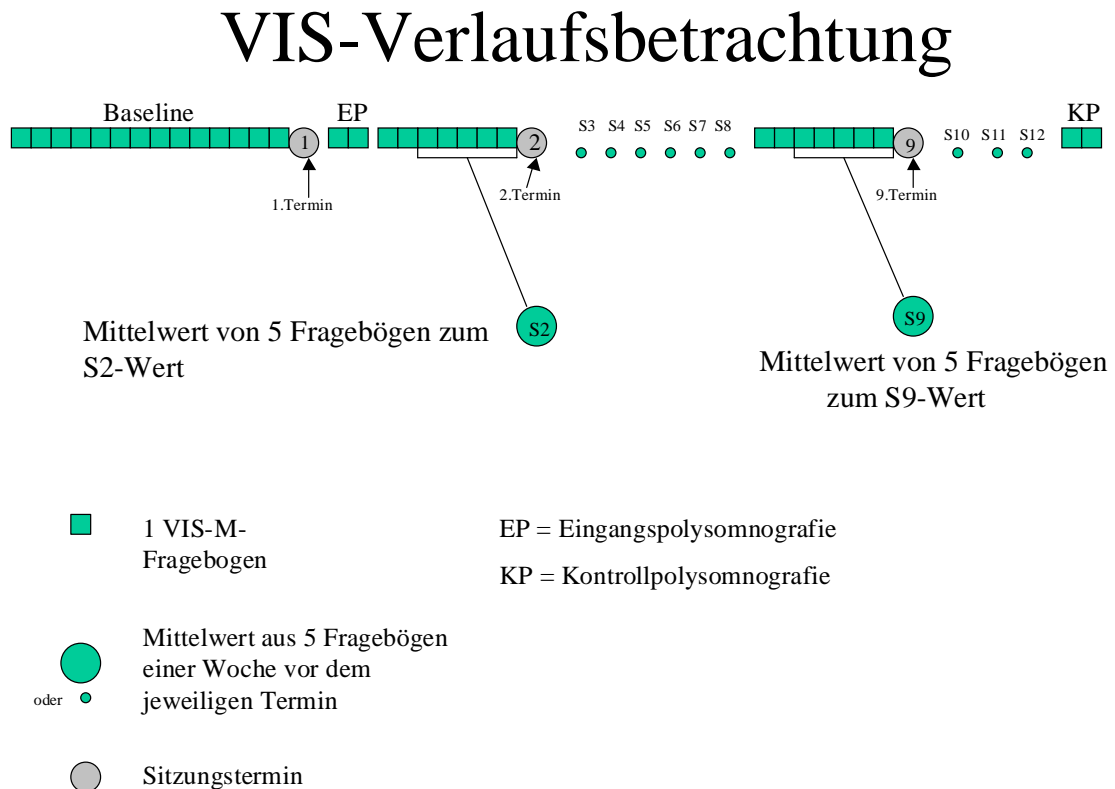 VIS-Verlaufsbetrachtung
Baseline
EP
KP
1
2
S3 S4 S5 S6 S7 S8
9
S10 S11 S12
1.Termin
2.Termin
9.Termin
S2
S9
Mittelwert von 5 Fragebögen zum
S2-Wert
Mittelwert von 5 Fragebögen
zum S9-Wert
1 VIS-M-
Fragebogen
EP = Eingangspolysomnografie
KP = Kontrollpolysomnografie
Mittelwert aus 5 Fragebögen
einer Woche vor dem
oder
jeweiligen Termin
Sitzungstermin